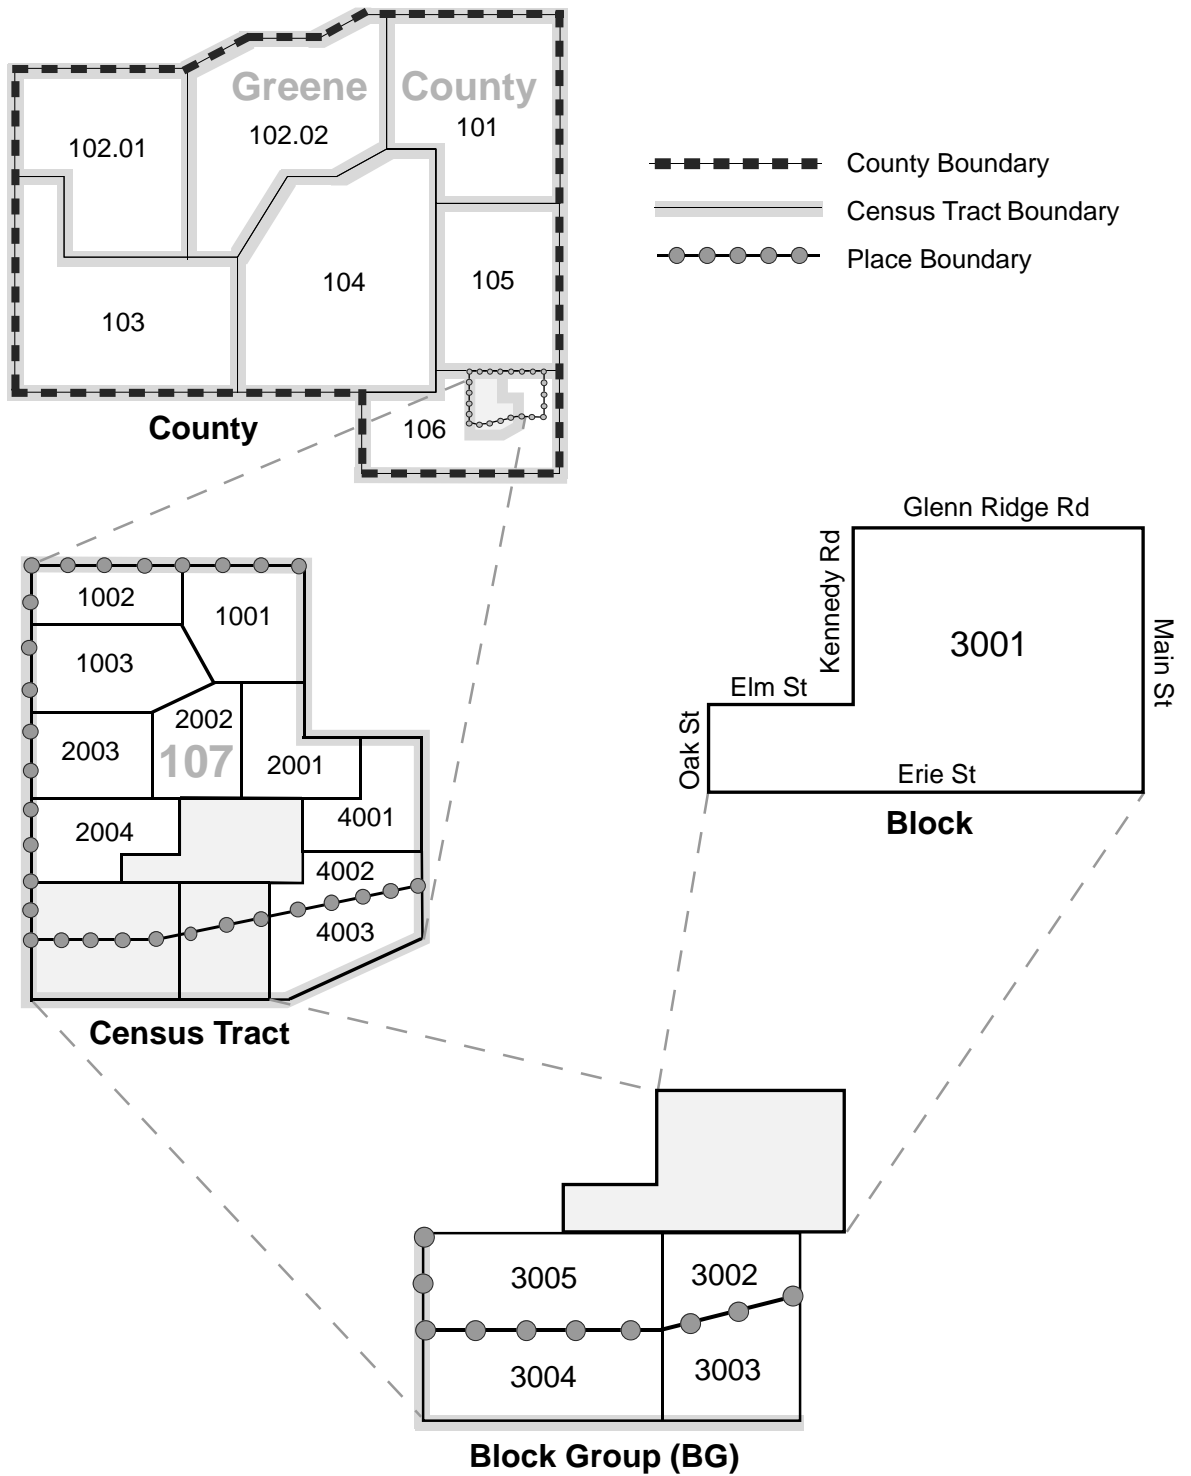 Greene County
102.01
102.02
101
103
104
105
106
County
County Boundary
Census Tract Boundary
Place Boundary
1002
1001
1003
2002
2003
107
2001
2004
4001
4002
4003
Census Tract
Glenn Ridge Rd
Kennedy Rd
3001
Main St
Elm St
Oak St
Erie St
Block
3005
3002
3004
3003
Block Group (BG)